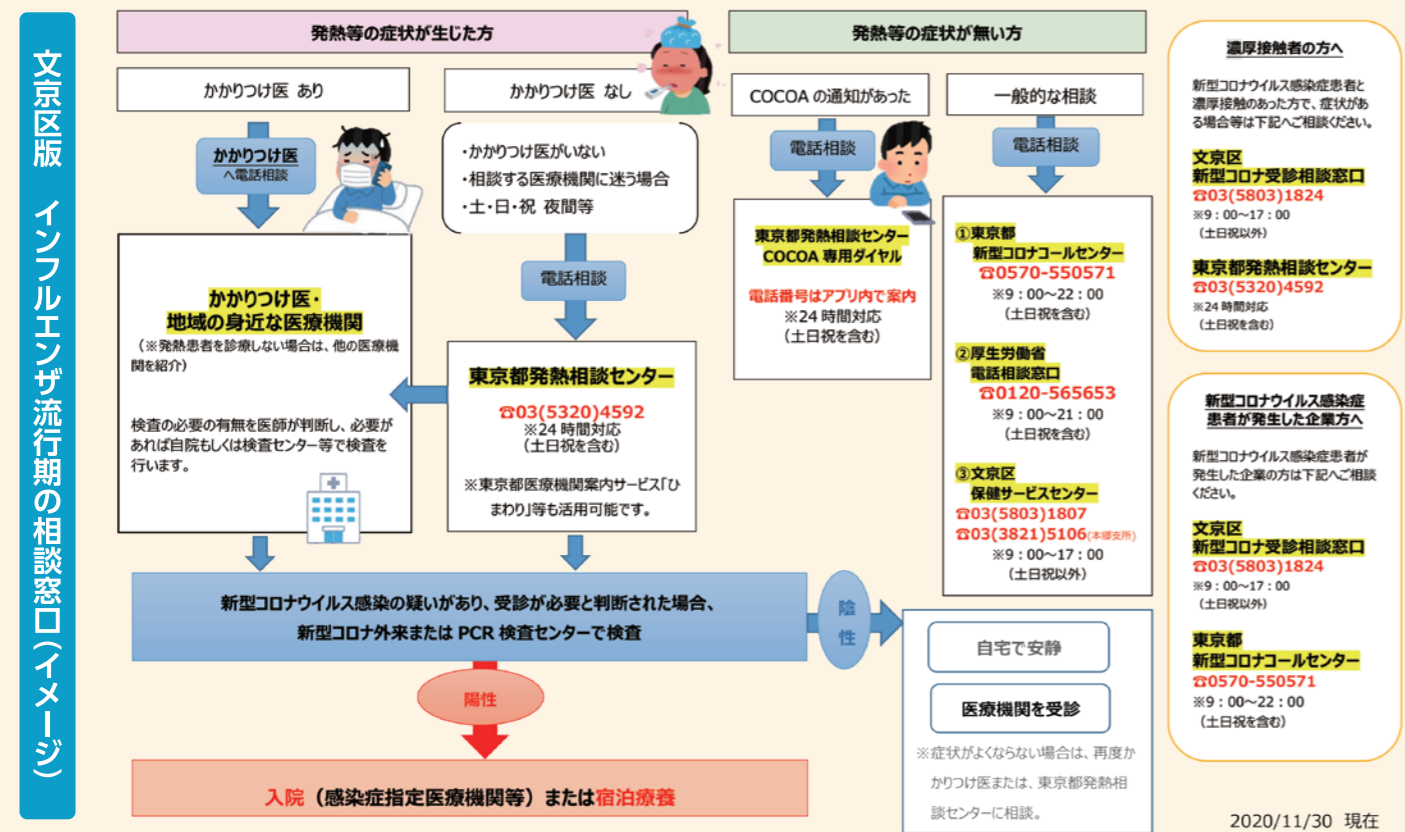 文京区版 インフルエンザ流行期の相談窓口(イメージ)
発熱等の症状が生じた方
かかりつけ医 あり
かかりつけ医
へ電話相談
かかりつけ医・
地域の身近な医療機関
(※発熱患者を診療しない場合は、他の医療機
関を紹介)
検査の必要の有無を医師が判断し、必要が
あれば自院もしくは検査センター等で検査を
行います。
かかりつけ医 なし
・かかりつけ医がいない
・相談する医療機関に迷う場合
・土・日・祝 夜間等
電話相談
東京都発熱相談センター
☎03(5320)4592
※24時間対応
(土日祝を含む)
※東京都医療機関案内サービス「ひ
まわり」等も活用可能です。
新型コロナウイルス感染の疑いがあり、受診が必要と判断された場合、
新型コロナ外来または PCR 検査センターで検査
陽性
入院(感染症指定医療機関等)または宿泊療養
陰
性
自宅で安静
医療機関を受診
※症状がよくならない場合は、再度か
かりつけ医または、東京都発熱相
談センターに相談。
発熱等の症状が無い方
COCOA の通知があった
電話相談
東京都発熱相談センター
COCOA 専用ダイヤル
電話番号はアプリ内で案内
※24時間対応
(土日祝を含む)
一般的な相談
電話相談
①東京都
新型コロナコールセンター
☎0570-550571
※9:00~22:00
(土日祝を含む)
②厚生労働省
電話相談窓口
☎0120-565653
※9:00~21:00
(土日祝を含む)
③文京区
保健サービスセンター
☎03(5803)1807
☎03(3821)5106(本郷支所)
※9:00~17:00
(土日祝以外)
濃厚接触者の方へ
新型コロナウイルス感染症患者と
濃厚接触のあった方で、症状があ
る場合等は下記へご相談ください。
文京区
新型コロナ受診相談窓口
☎03(5803)1824
※9:00~17:00
(土日祝以外)
東京都発熱相談センター
☎03(5320)4592
※24時間対応
(土日祝を含む)
新型コロナウイルス感染症
患者が発生した企業方へ
新型コロナウイルス感染症患者が
発生した企業の方は下記へご相談
ください。
文京区
新型コロナ受診相談窓口
☎03(5803)1824
※9:00~17:00
(土日祝以外)
東京都
新型コロナコールセンター
☎0570-550571
※9:00~22:00
(土日祝を含む)
2020/11/30 現在